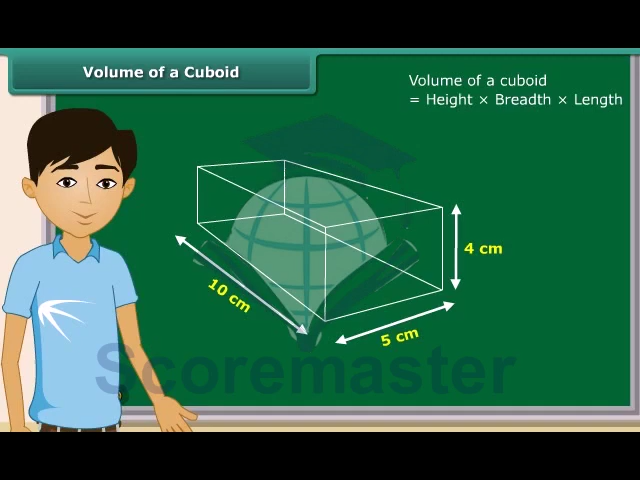 Volume of a Cuboid
Volume of a cuboid
= Height × Breadth × Length
4 cm
10 cm
5 cm
Scoremaster